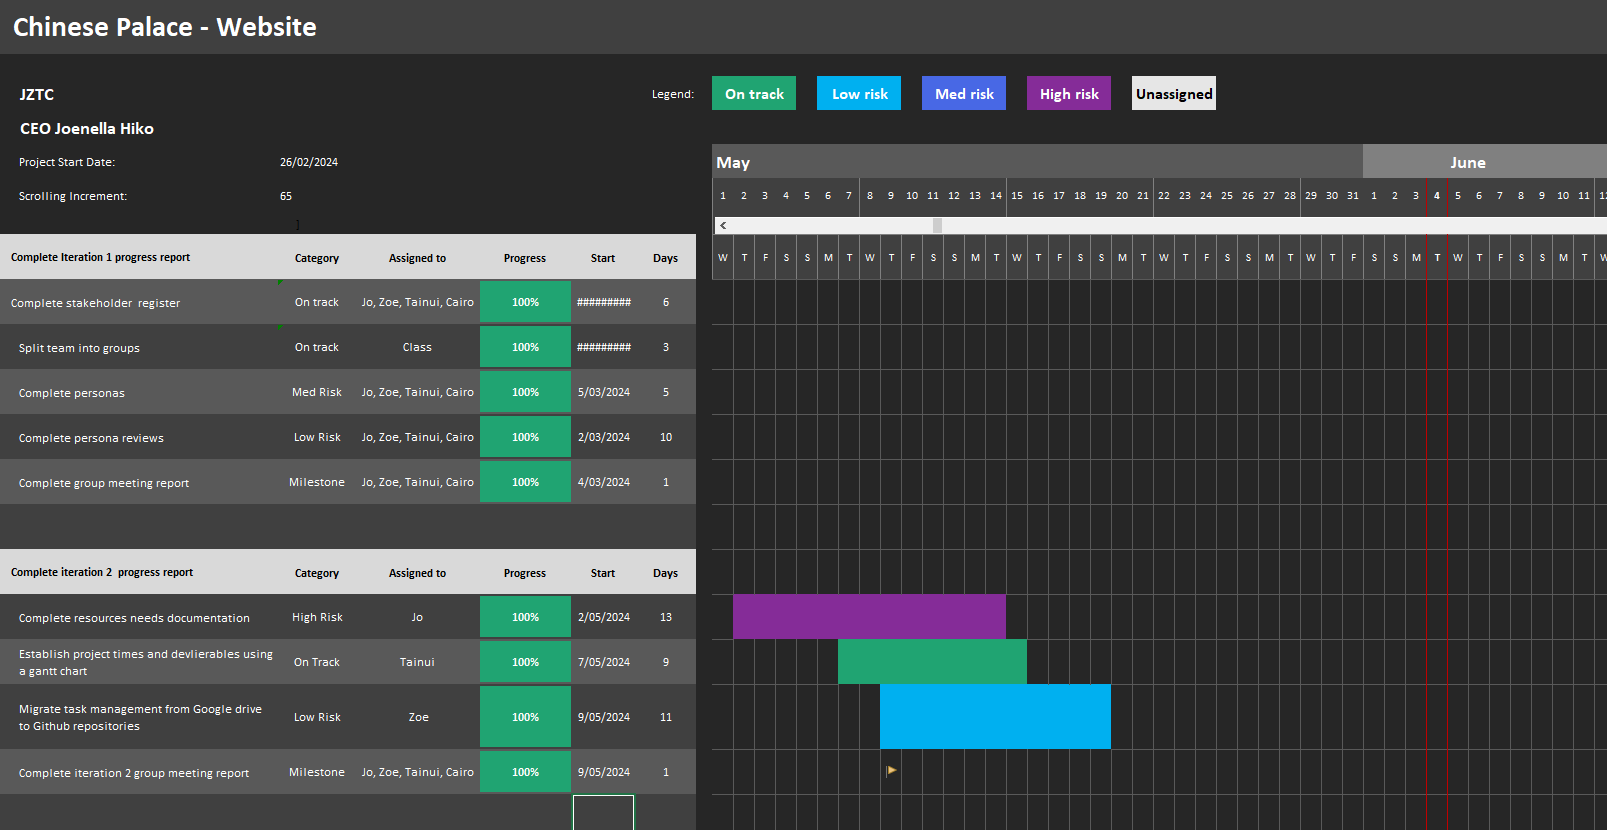 Chinese Palace - Website
JZTC
Legend: On track Low risk Med risk High risk Unassigned
CEO Joenella Hiko
Project Start Date: 26/02/2024
May June
Scrolling Increment: 65
1 2 3 4 5 6 7 8 9 10 11 12 13 14 15 16 17 18 19 20 21 22 23 24 25 26 27 28 29 30 31 1 2 3 4 5 6 7 8 9 10 11
Complete Iteration 1 progress report Category Assigned to Progress Start Days
W T F S S M T W T F S S M T W T F S S M T W T F S S M T W T F S S M T W T F S S M T W
Complete stakeholder  register On track Jo, Zoe, Tainui, Cairo 100% ######### 6
Split team into groups On track Class 100% ######### 3
Complete personas Med Risk Jo, Zoe, Tainui, Cairo 100% 5/03/2024 5
Complete persona reviews Low Risk Jo, Zoe, Tainui, Cairo 100% 2/03/2024 10
Complete group meeting report Milestone Jo, Zoe, Tainui, Cairo 100% 4/03/2024 1
Complete iteration 2  progress report Category Assigned to Progress Start Days
Complete resources needs documentation High Risk Jo 100% 2/05/2024 13
Establish project times and devlierables using
a gantt chart On Track Tainui 100% 7/05/2024 9
Migrate task management from Google drive
to Github repositories Low Risk Zoe 100% 9/05/2024 11
Complete iteration 2 group meeting report Milestone Jo, Zoe, Tainui, Cairo 100% 9/05/2024 1